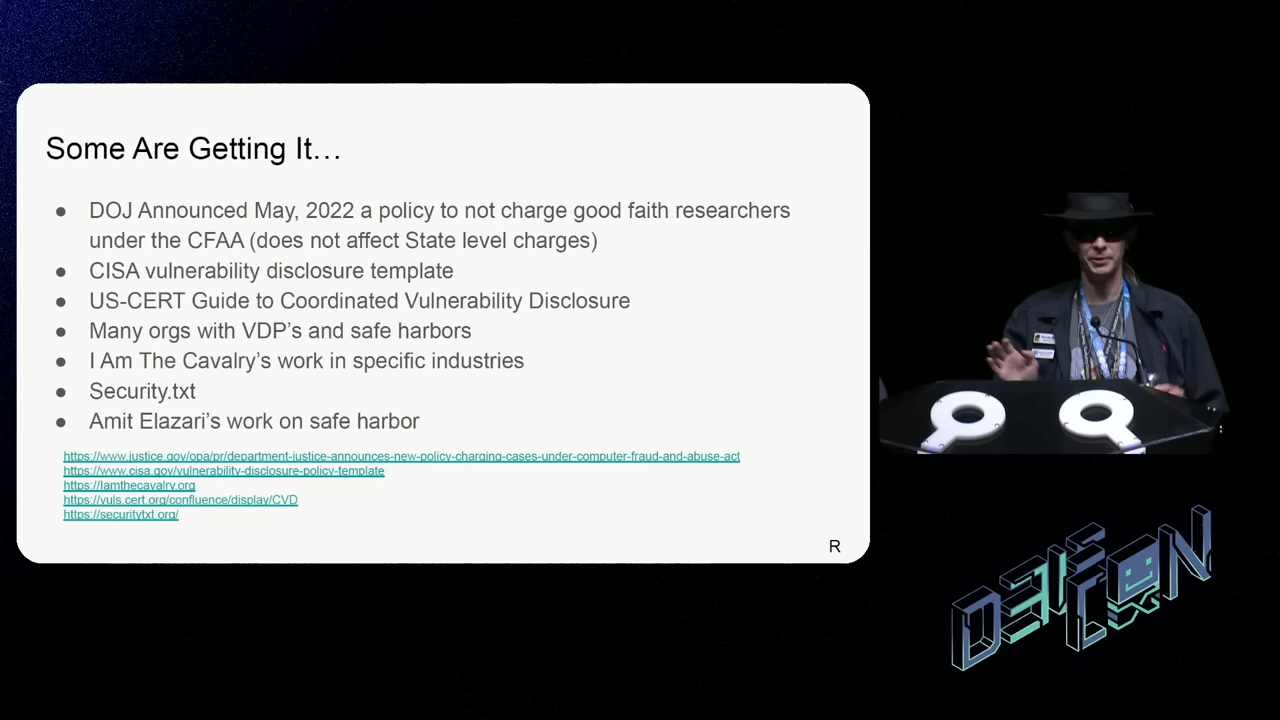 Some Are Getting It…
● DOJ Announced May, 2022 a policy to not charge good faith researchers
under the CFAA (does not affect State level charges)
● CISA vulnerability disclosure template
● US-CERT Guide to Coordinated Vulnerability Disclosure
● Many orgs with VDP's and safe harbors
● I Am The Cavalry's work in specific industries
● Security.txt
● Amit Elazari's work on safe harbor
https://www.justice.gov/opa/pr/department-justice-announces-new-policy-charging-cases-under-computer-fraud-and-abuse-act
https://www.cisa.gov/vulnerability-disclosure-policy-template
https://Iamthecavalry.org
https://vuls.cert.org/confluence/display/CVD
https://securitytxt.org/
R
DEF
CON